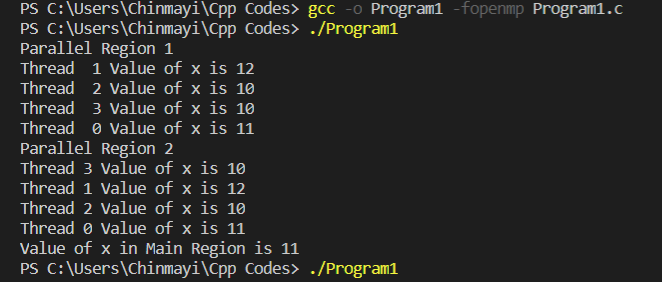 PS C:\Users\Chinmayi\Cpp Codes> gcc -o Program1 -fopenmp Program1.c
PS C:\Users\Chinmayi\Cpp Codes> ./Program1
Parallel Region 1
Thread  1 Value of x is 12
Thread  2 Value of x is 10
Thread  3 Value of x is 10
Thread  0 Value of x is 11
Parallel Region 2
Thread 3 Value of x is 10
Thread 1 Value of x is 12
Thread 2 Value of x is 10
Thread 0 Value of x is 11
Value of x in Main Region is 11
PS C:\Users\Chinmayi\Cpp Codes> ./Program1